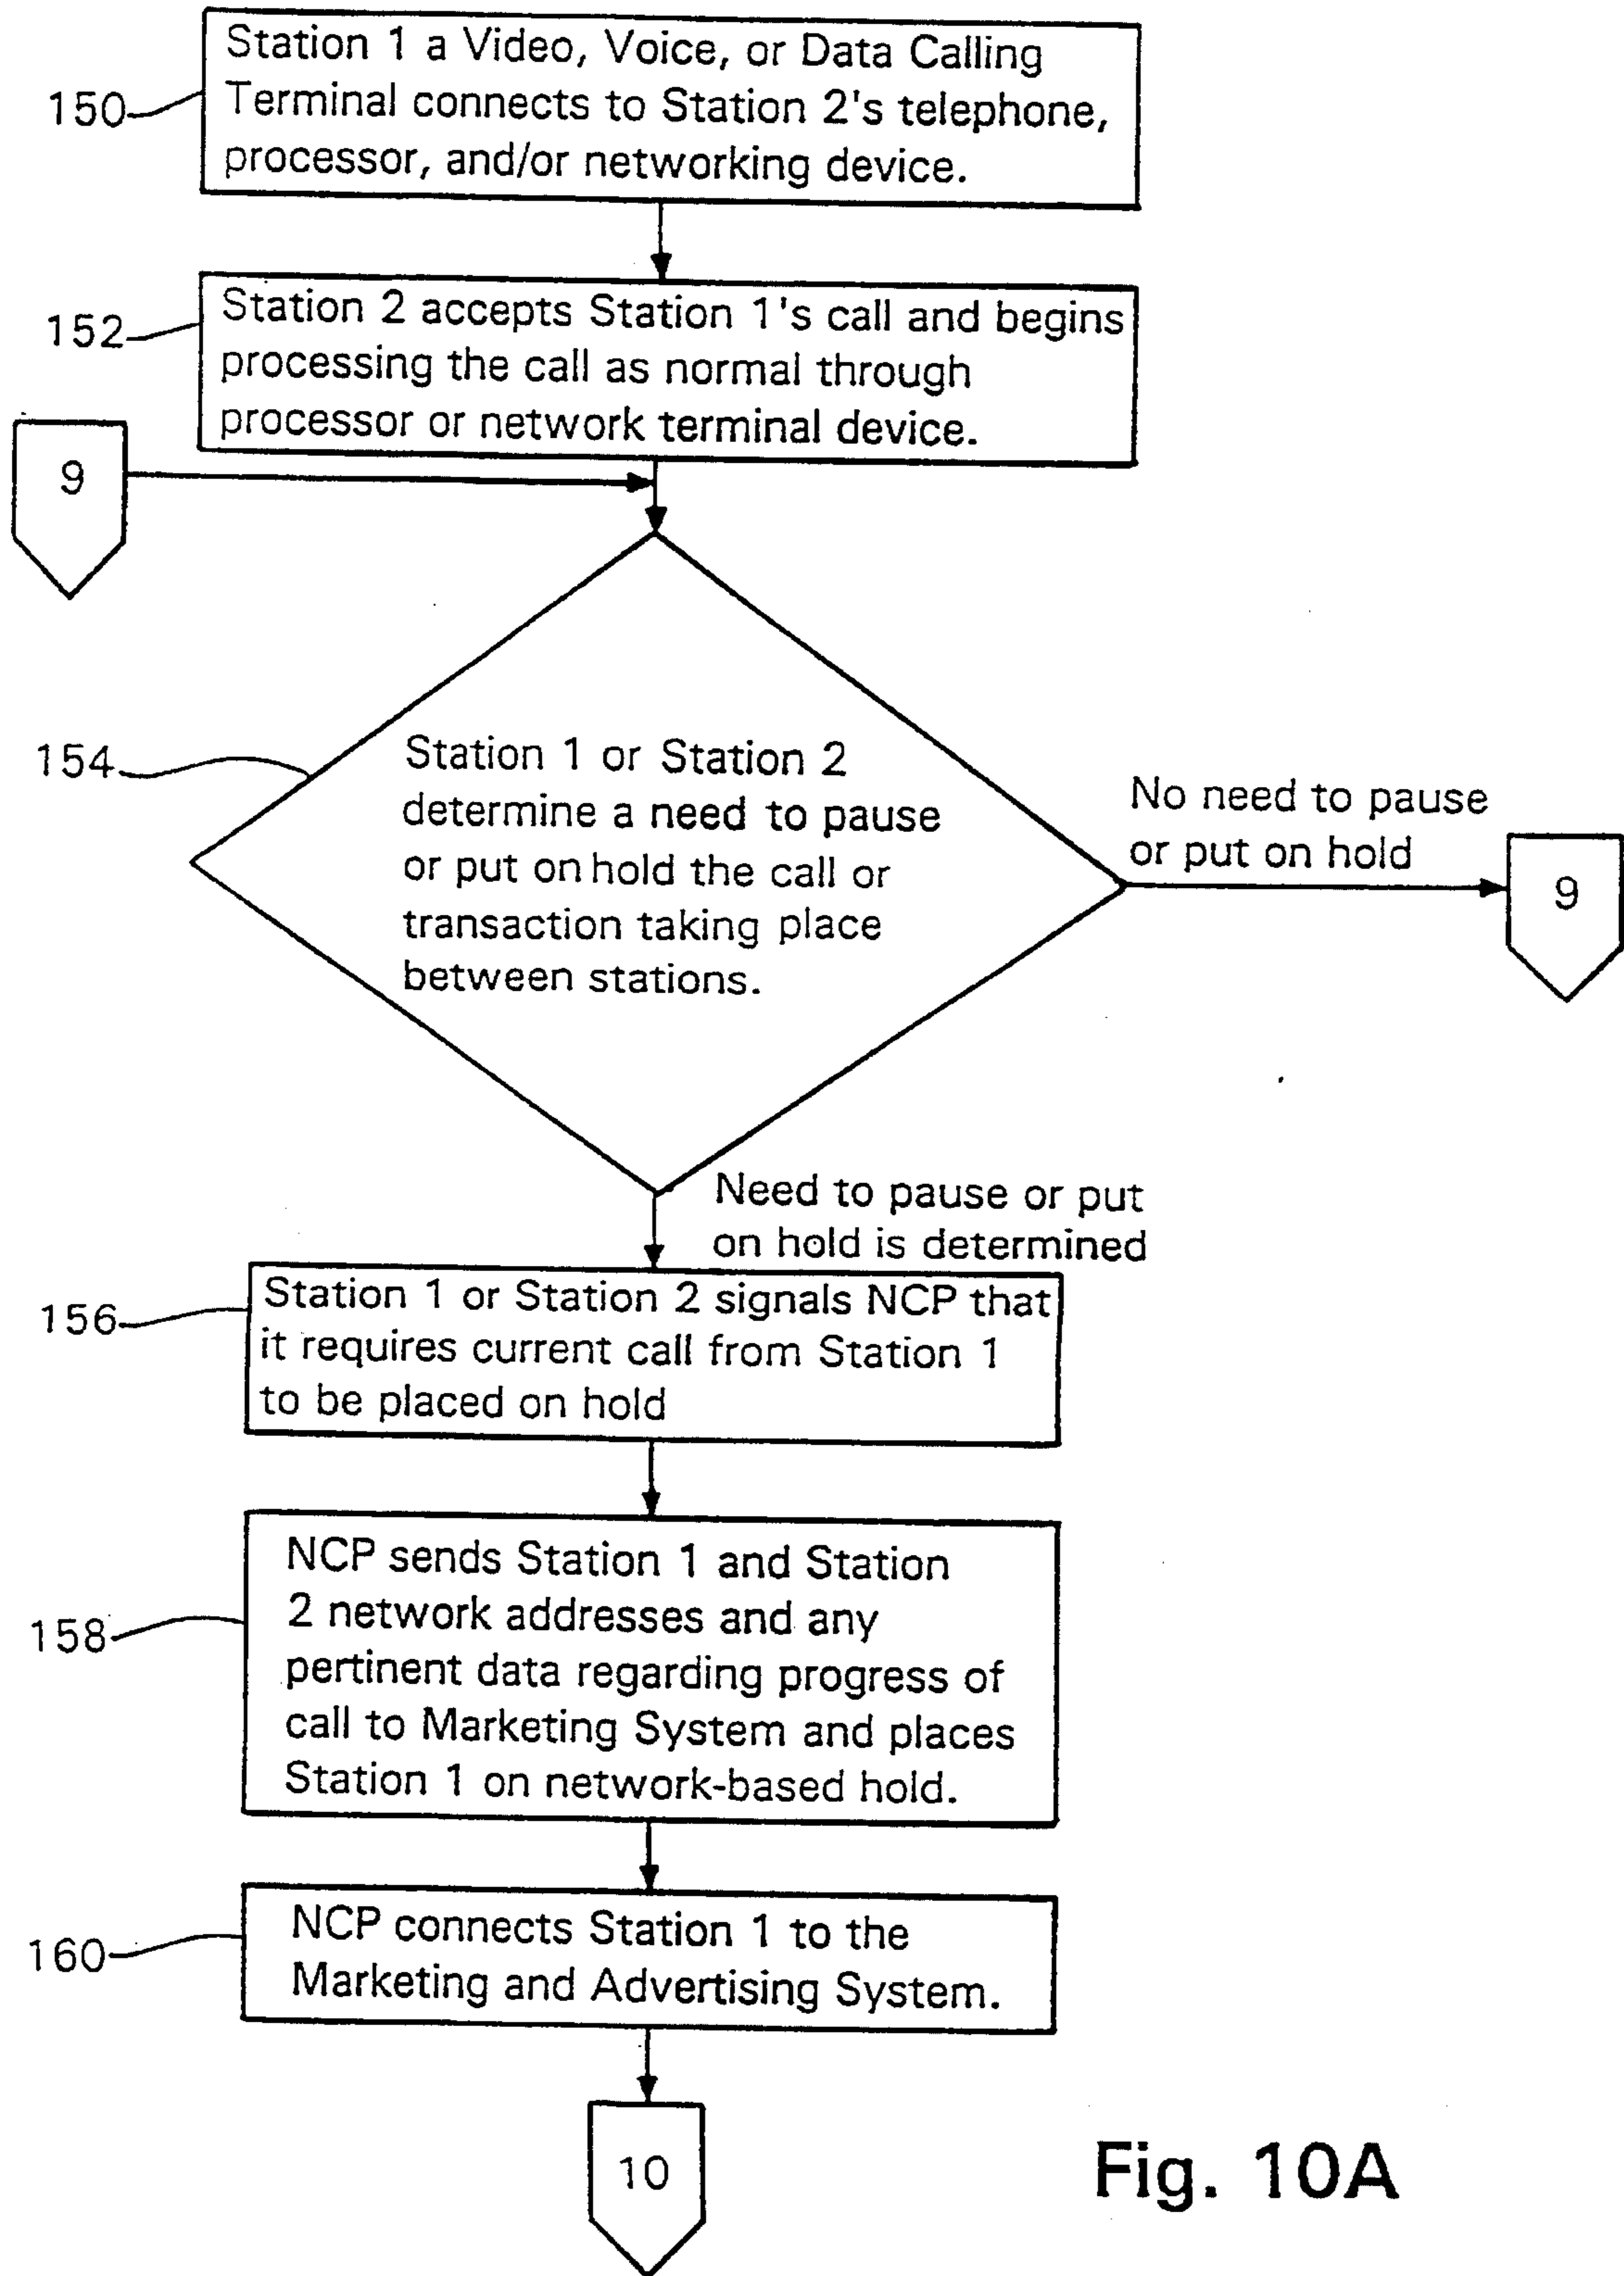 Station 1 a Video, Voice, or Data Calling
Terminal connects to Station 2's telephone,
processor, and/or networking device.
150
Station 2 accepts Station 1's call and begins
processing the call as normal through
processor or network terminal device.
152
9
154
Station 1 or Station 2
determine a need to pause
or put on hold the call or
transaction taking place
between stations.
No need to pause
or put on hold
9
Need to pause or put
on hold is determined
156
Station 1 or Station 2 signals NCP that
it requires current call from Station 1
to be placed on hold
158
NCP sends Station 1 and Station
2 network addresses and any
pertinent data regarding progress of
call to Marketing System and places
Station 1 on network-based hold.
160
NCP connects Station 1 to the
Marketing and Advertising System.
10
Fig. 10A